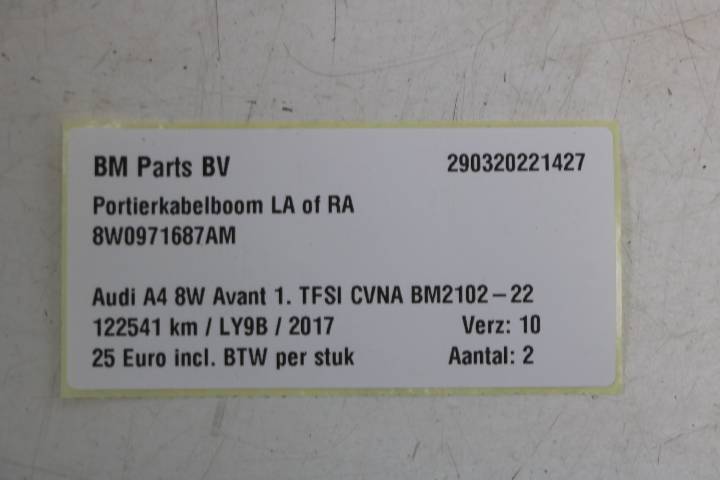 BM Parts BV 290320221427
Portierkabelboom LA of RA
8W0971687AM
Audi A4 8W Avant 1. TFSI CVNA BM2102-22
122541 km / LY9B / 2017 Verz: 10
25 Euro incl. BTW per stuk Aantal: 2